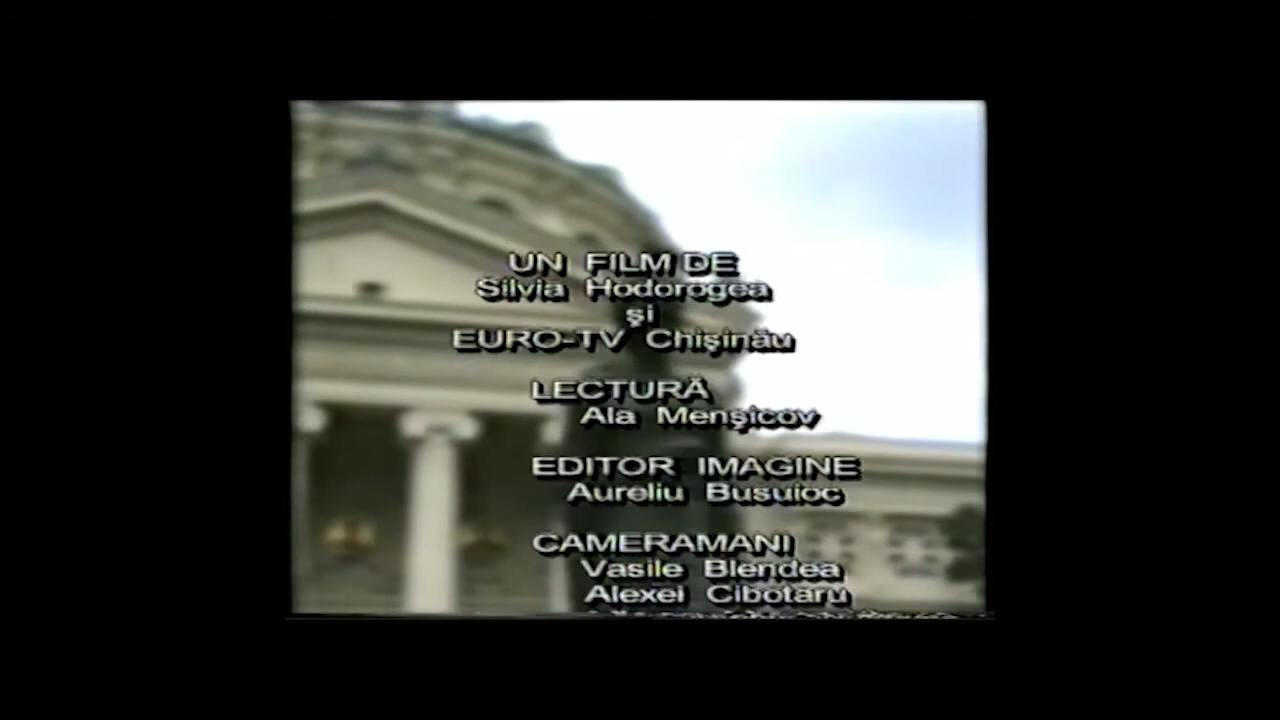 UN FILM DE
Silvia Hodorogea
şi
EURO-TV Chişinău
LECTURĂ
Ala Menşicov
EDITOR IMAGINE
Aureliu Busuioc
CAMERAMANI
Vasile Blendea
Alexei Cibotaru